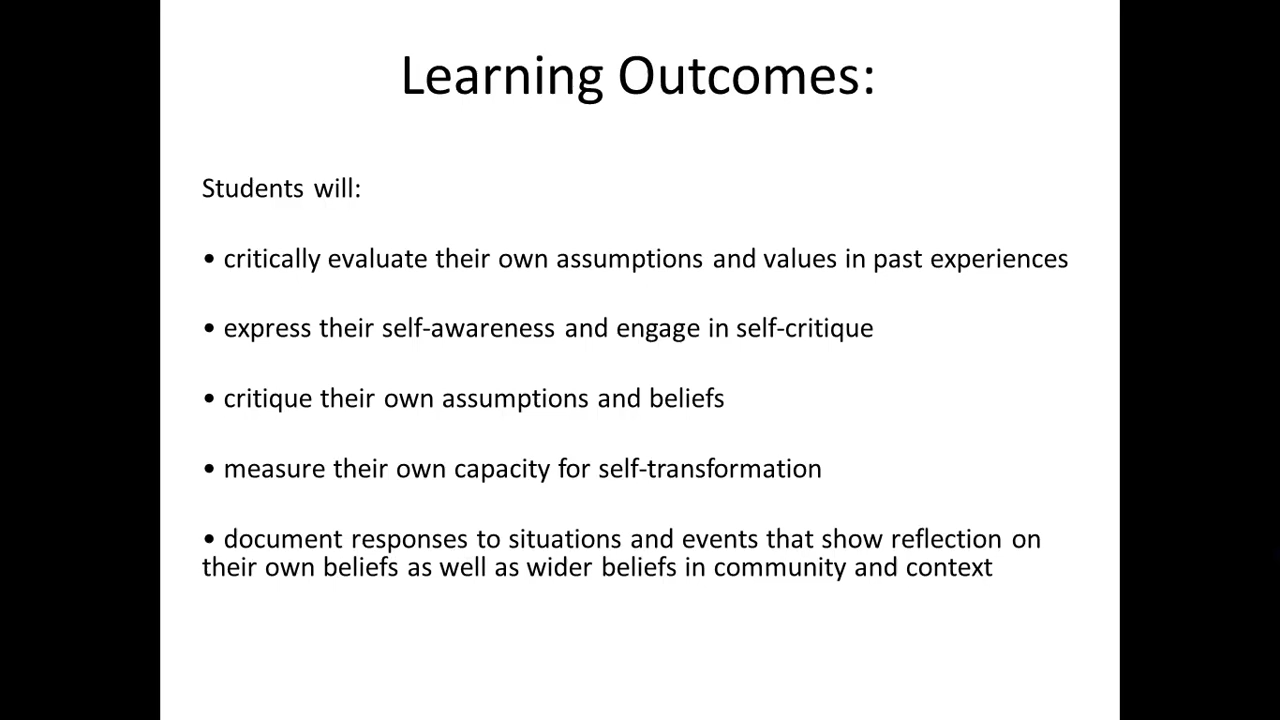 Learning Outcomes:
Students will:
• critically evaluate their own assumptions and values in past experiences
• express their self-awareness and engage in self-critique
• critique their own assumptions and beliefs
• measure their own capacity for self-transformation
• document responses to situations and events that show reflection on
their own beliefs as well as wider beliefs in community and context